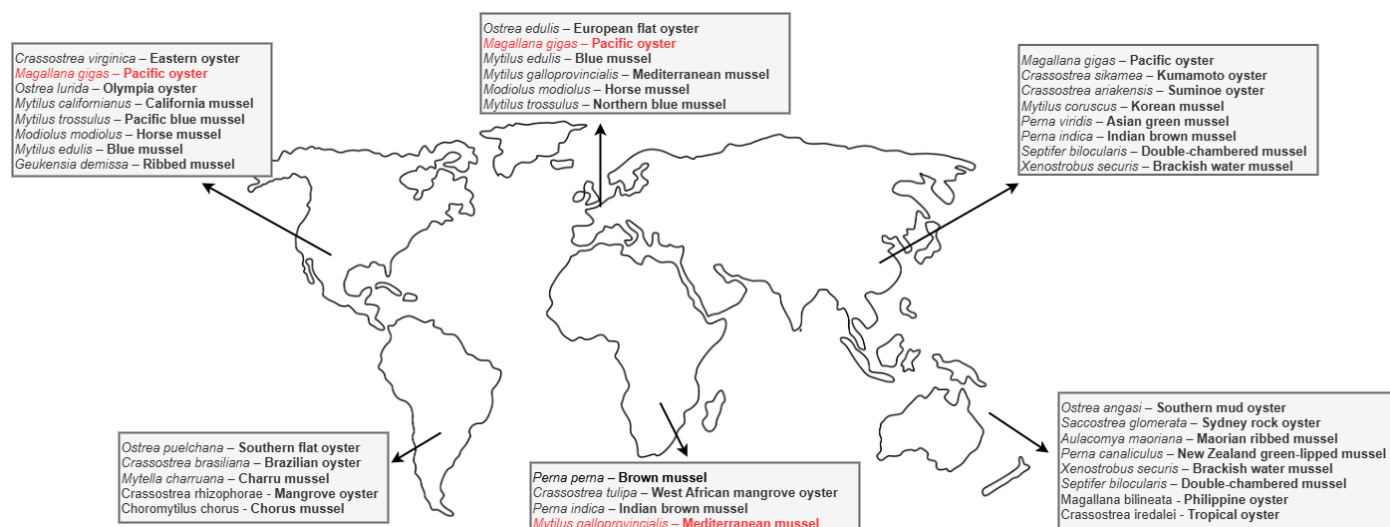 Crassostrea virginica – Eastern oyster
Magallana gigas – Pacific oyster
Ostrea lurida – Olympia oyster
Mytilus californianus – California mussel
Mytilus trossulus – Pacific blue mussel
Modiolus modiolus – Horse mussel
Mytilus edulis – Blue mussel
Geukensia demissa – Ribbed mussel
Ostrea edulis – European flat oyster
Magallana gigas – Pacific oyster
Mytilus edulis – Blue mussel
Mytilus galloprovincialis – Mediterranean mussel
Modiolus modiolus – Horse mussel
Mytilus trossulus – Northern blue mussel
Magallana gigas – Pacific oyster
Crassostrea sikamea – Kumamoto oyster
Crassostrea ariakensis – Suminoe oyster
Mytilus coruscus – Korean mussel
Perna viridis – Asian green mussel
Perna indica – Indian brown mussel
Septifer bilocularis – Double-chambered mussel
Xenostrobus securis – Brackish water mussel
Ostrea puelchana – Southern flat oyster
Crassostrea brasiliana – Brazilian oyster
Mytella charruana – Charru mussel
Crassostrea rhizophorae - Mangrove oyster
Choromytilus chorus - Chorus mussel
Perna perna – Brown mussel
Crassostrea tulipa – West African mangrove oyster
Perna indica – Indian brown mussel
Mytilus galloprovincialis – Mediterranean mussel
Ostrea angasi – Southern mud oyster
Saccostrea glomerata – Sydney rock oyster
Aulacomya maoriana – Maorian ribbed mussel
Perna canaliculus – New Zealand green-lipped mussel
Xenostrobus securis – Brackish water mussel
Septifer bilocularis – Double-chambered mussel
Magallana bilineata - Philippine oyster
Crassostrea iredalei - Tropical oyster